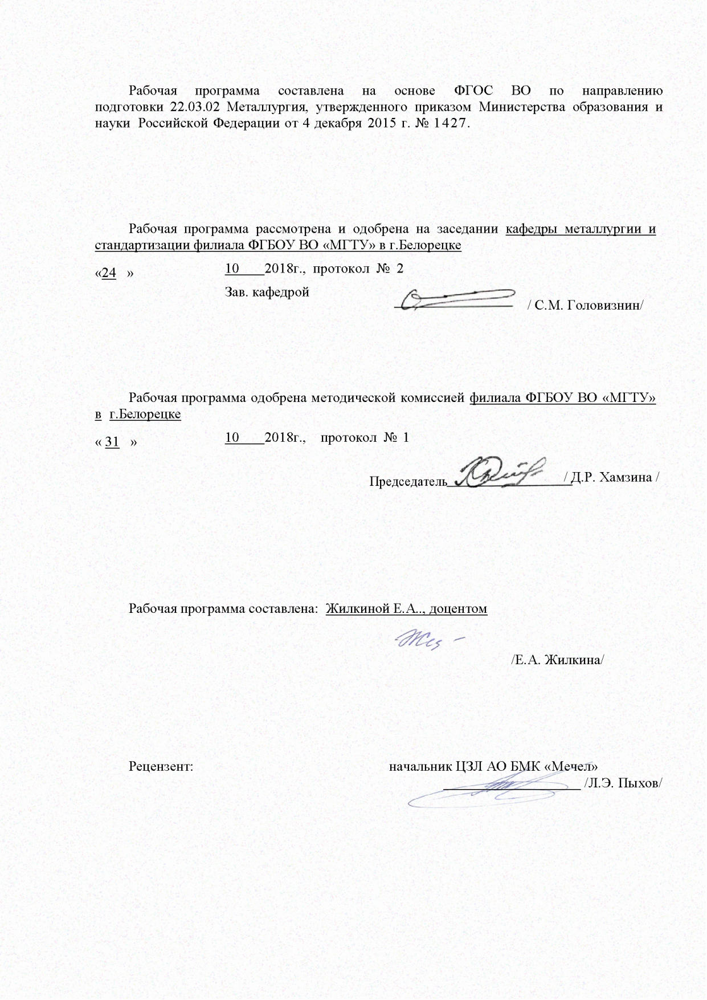 Рабочая программа составлена на основе ФГОС ВО по направлению
подготовки 22.03.02 Металлургия, утвержденного приказом Министерства образования и
науки Российской Федерации от 4 декабря 2015 г. № 1427.
Рабочая программа рассмотрена и одобрена на заседании кафедры металлургии и
стандартизации филиала ФГБОУ ВО «МГТУ» в г.Белорецке
«24 » 10 2018г., протокол № 2
Зав. кафедрой / С.М. Головизнин/
Рабочая программа одобрена методической комиссией филиала ФГБОУ ВО «МГТУ»
в г.Белорецке
« 31 » 10 2018г., протокол № 1
Председатель / Д.Р. Хамзина /
Рабочая программа составлена: Жилкиной Е.А.., доцентом
/Е.А. Жилкина/
Рецензент: начальник ЦЗЛ АО БМК «Мечел»
/Л.Э. Пыхов/